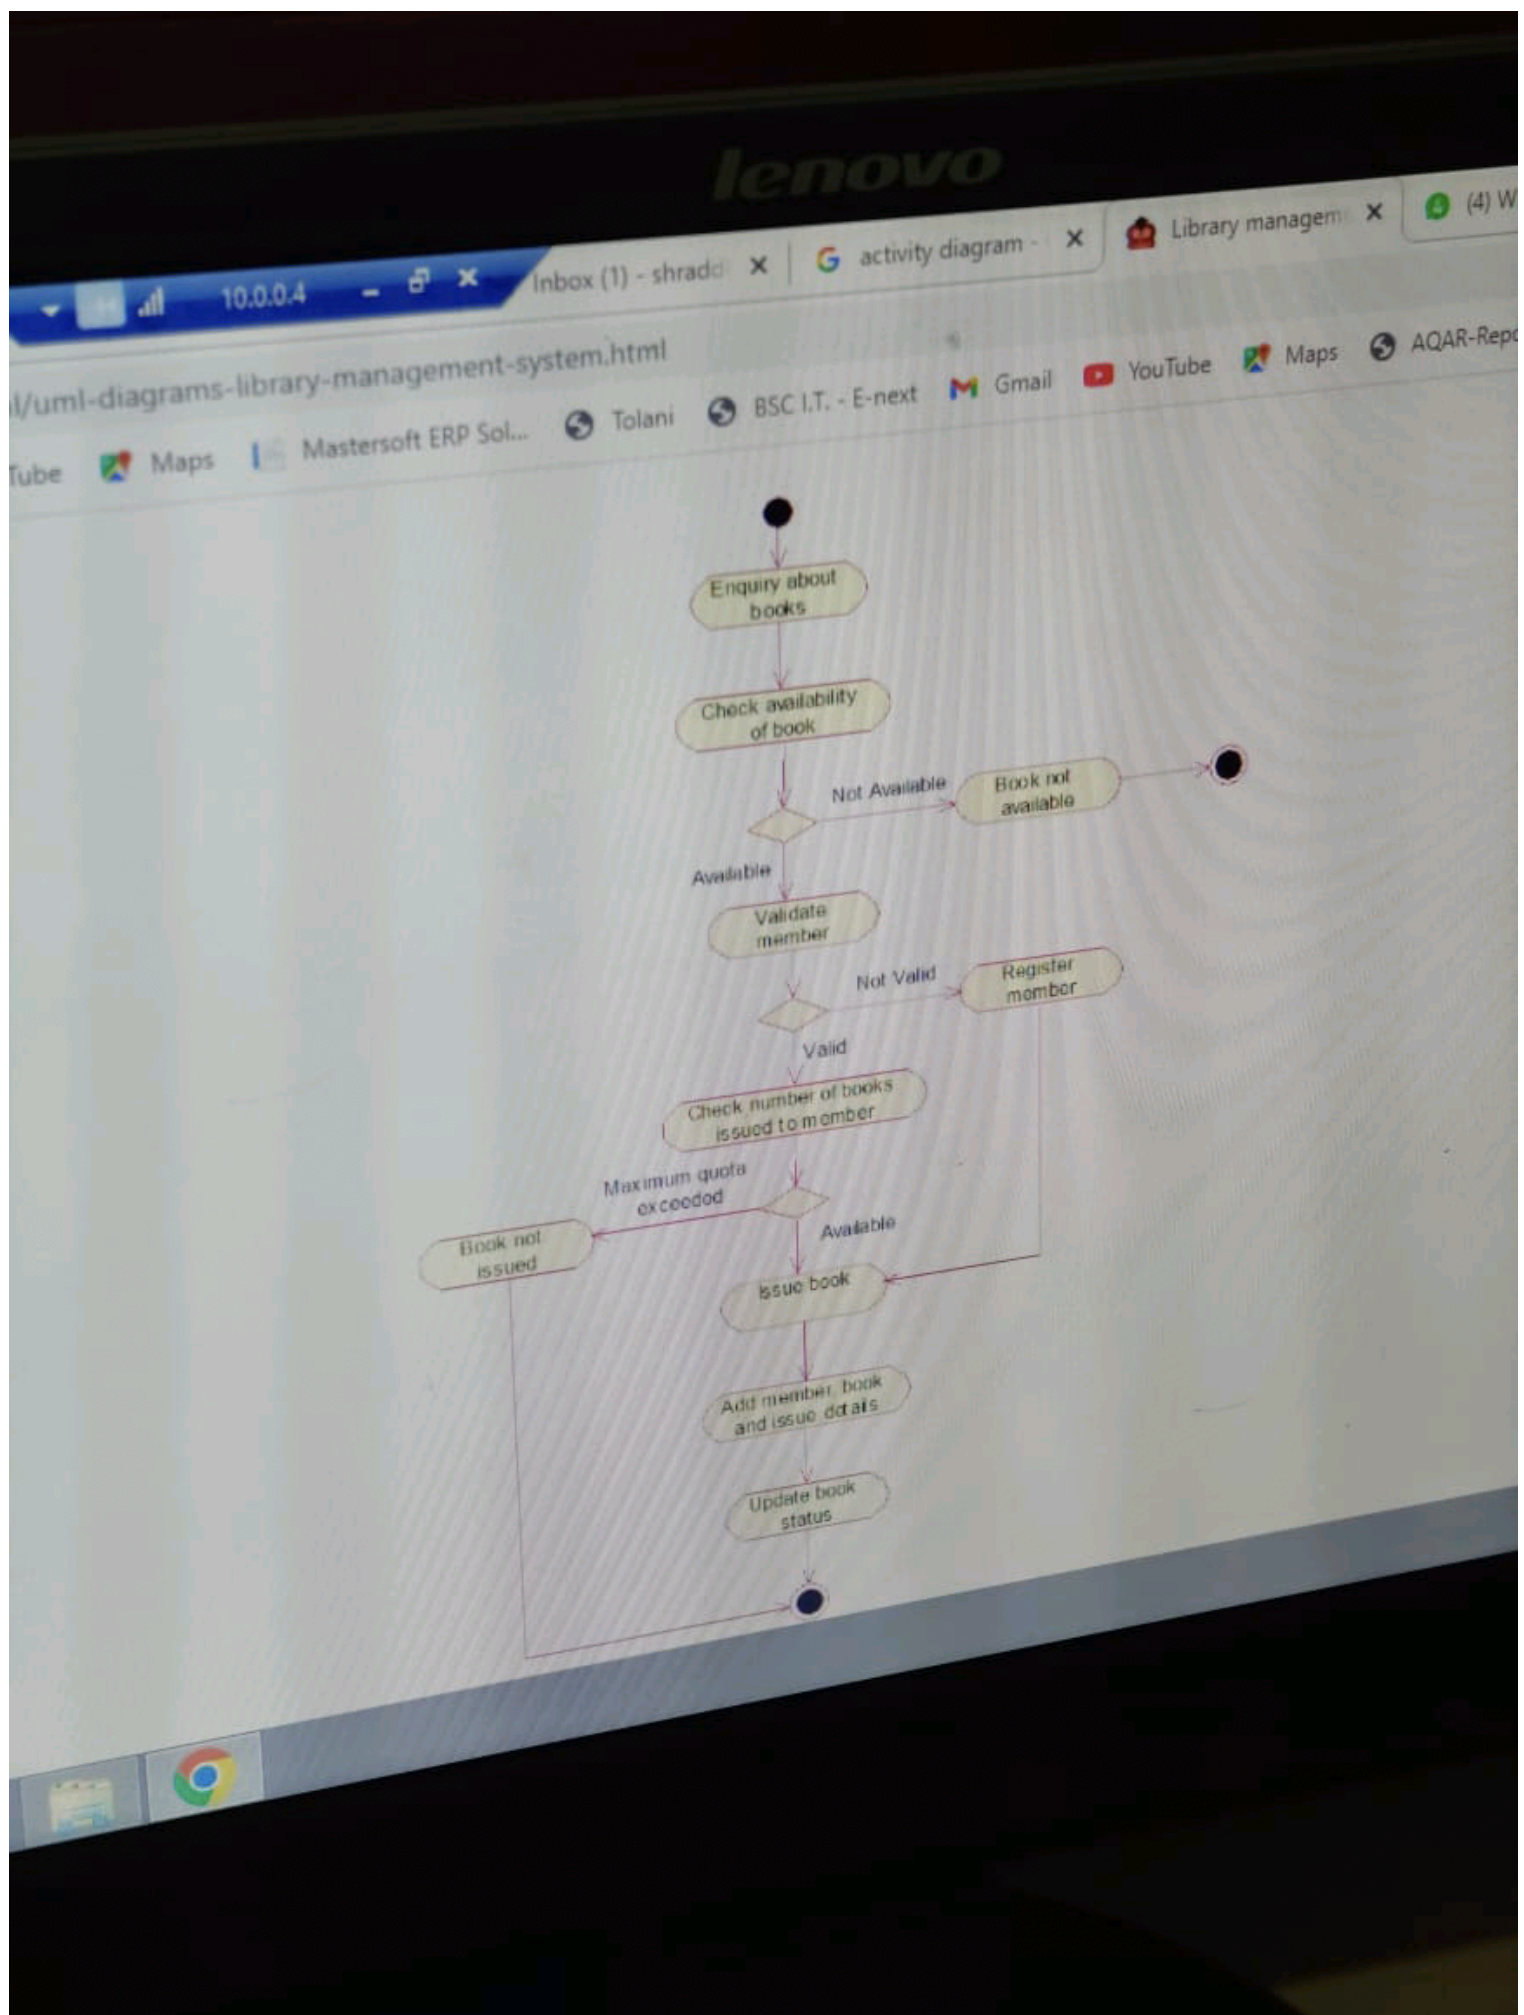 lenovo
10.0.0.4
Inbox (1) - shradd
activity diagram -
Library managem
(4) W
l/uml-diagrams-library-management-system.html
Tube
Maps
Mastersoft ERP Sol...
Tolani
BSC I.T. - E-next
Gmail
YouTube
Maps
AQAR-Repo
Enquiry about
books
Check availability
of book
Not Available
Book not
available
Available
Validate
member
Not Valid
Register
member
Valid
Check number of books
issued to member
Maximum quota
exceeded
Available
Book not
issued
Issue book
Add member, book
and issue details
Update book
status